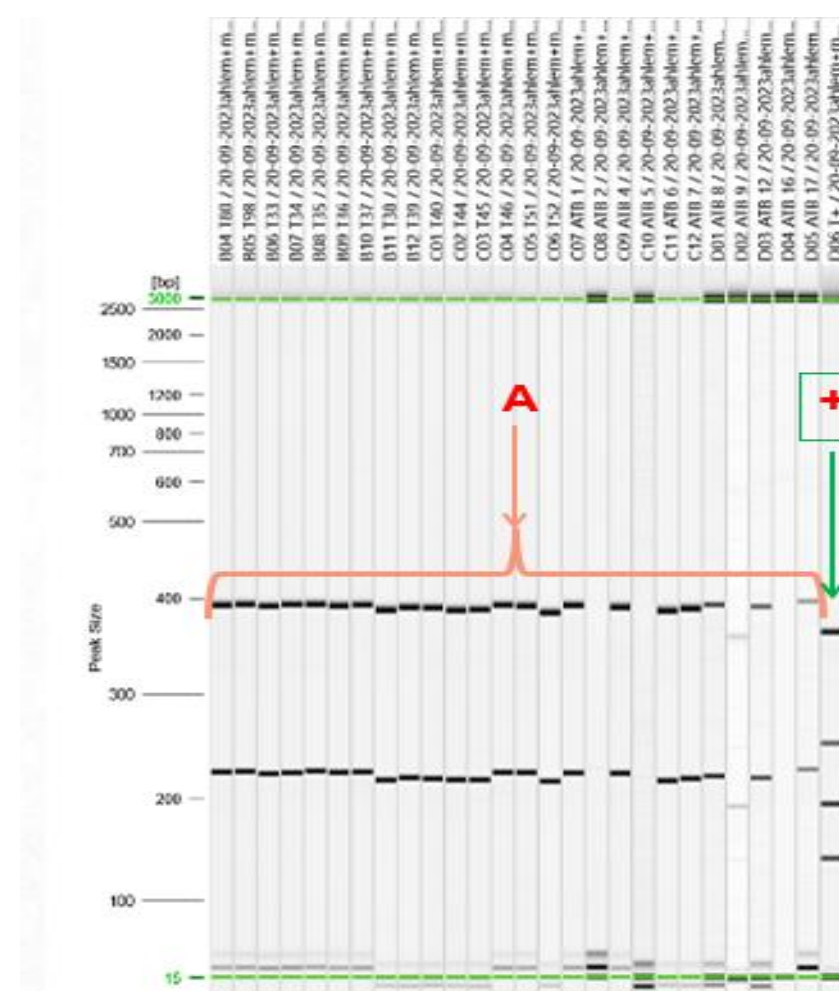 B04 T80 / 20-09-2023ahlem+m...
B05 T98 / 20-09-2023ahlem+m...
B06 T33 / 20-09-2023ahlem+m...
B07 T34 / 20-09-2023ahlem+m...
B08 T35 / 20-09-2023ahlem+m...
B09 T36 / 20-09-2023ahlem+m...
B10 T37 / 20-09-2023ahlem+m...
B11 T38 / 20-09-2023ahlem+m...
B12 T39 / 20-09-2023ahlem+m...
C01 T40 / 20-09-2023ahlem+m...
C02 T44 / 20-09-2023ahlem+m...
C03 T45 / 20-09-2023ahlem+m...
C04 T46 / 20-09-2023ahlem+m...
C05 T51 / 20-09-2023ahlem+m...
C06 T52 / 20-09-2023ahlem+m...
C07 ATB 1 / 20-09-2023ahlem+...
C08 ATB 2 / 20-09-2023ahlem+...
C09 ATB 4 / 20-09-2023ahlem+...
C10 ATB 5 / 20-09-2023ahlem+...
C11 ATB 6 / 20-09-2023ahlem+...
C12 ATB 7 / 20-09-2023ahlem+...
D01 ATB 8 / 20-09-2023ahlem...
D02 ATB 9 / 20-09-2023ahlem...
D03 ATB 12 / 20-09-2023ahlem...
D04 ATB 16 / 20-09-2023ahlem...
D05 ATB 17 / 20-09-2023ahlem...
D06 T+ / 20-09-2023ahlem+m...
[bp]
3000
2500
2000
1500
1200
1000
800
700
600
500
400
300
200
100
15
Peak Size
A
+